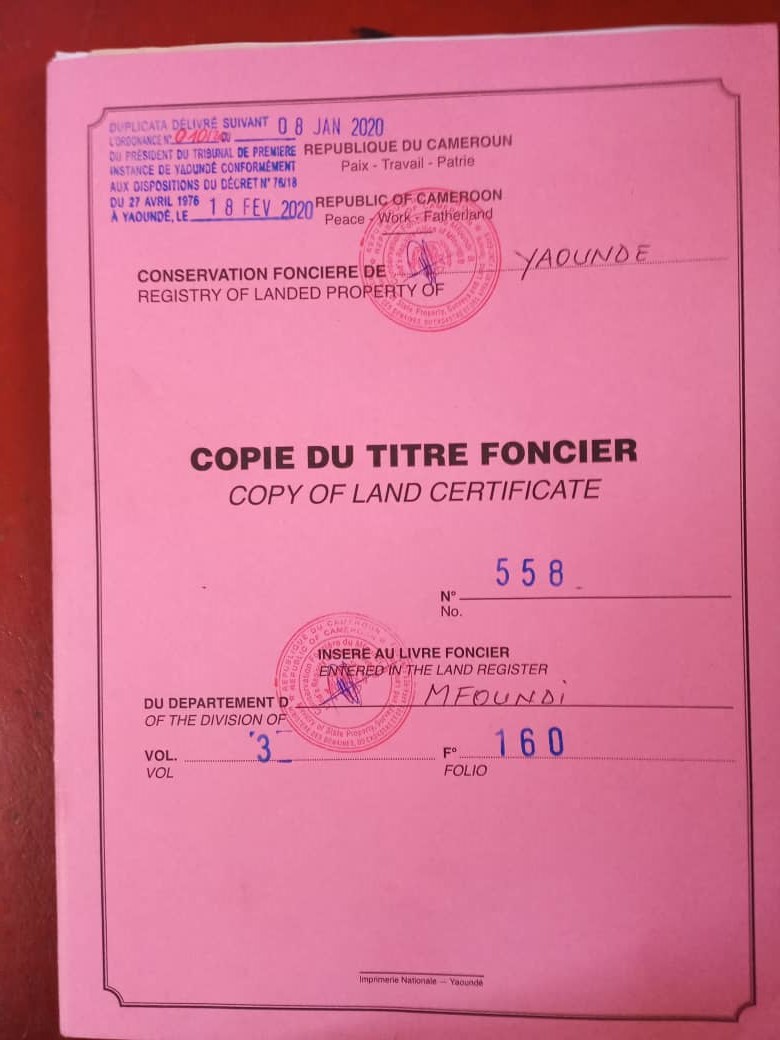 DUPLICATA DÉLIVRÉ SUIVANT 08 JAN 2020
L'ORDONNANCE N° DU
DU PRÉSIDENT DU TRIBUNAL DE PREMIERE
INSTANCE DE YAOUNDÉ CONFORMÉMENT
AUX DISPOSITIONS DU DÉCRET N° 76/18
DU 27 AVRIL 1976
À YAOUNDÉ, LE 18 FEV 2020
REPUBLIQUE DU CAMEROUN
Paix - Travail - Patrie
REPUBLIC OF CAMEROON
Peace - Work - Fatherland
CONSERVATION FONCIERE DE YAOUNDE
REGISTRY OF LANDED PROPERTY OF
COPIE DU TITRE FONCIER
COPY OF LAND CERTIFICATE
N° 558
No.
INSERE AU LIVRE FONCIER
ENTERED IN THE LAND REGISTER
DU DEPARTEMENT D MFOUNDI
OF THE DIVISION OF
VOL. 3 F° 160
VOL FOLIO
Imprimerie Nationale — Yaoundé